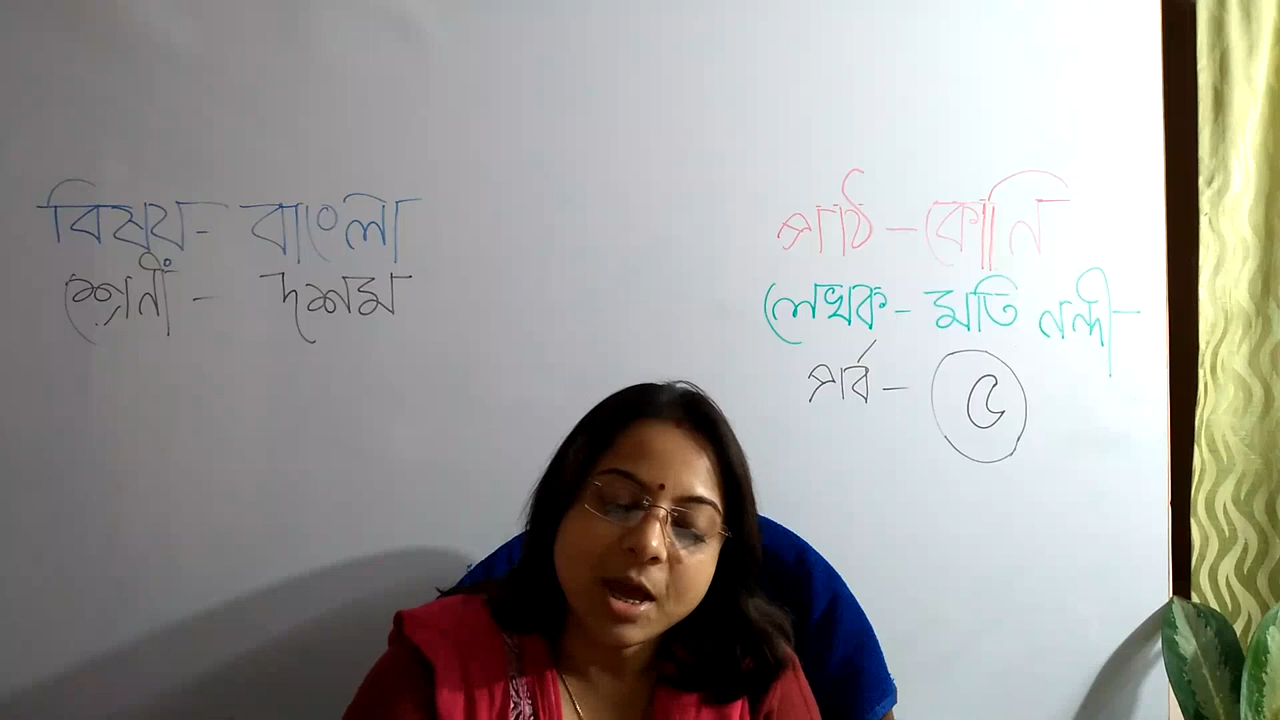 বিষয়- বাংলা
শ্রেনীঁ - দশম
পাঠ - কোনি
লেখক - মতি নন্দী
পর্ব - ৫